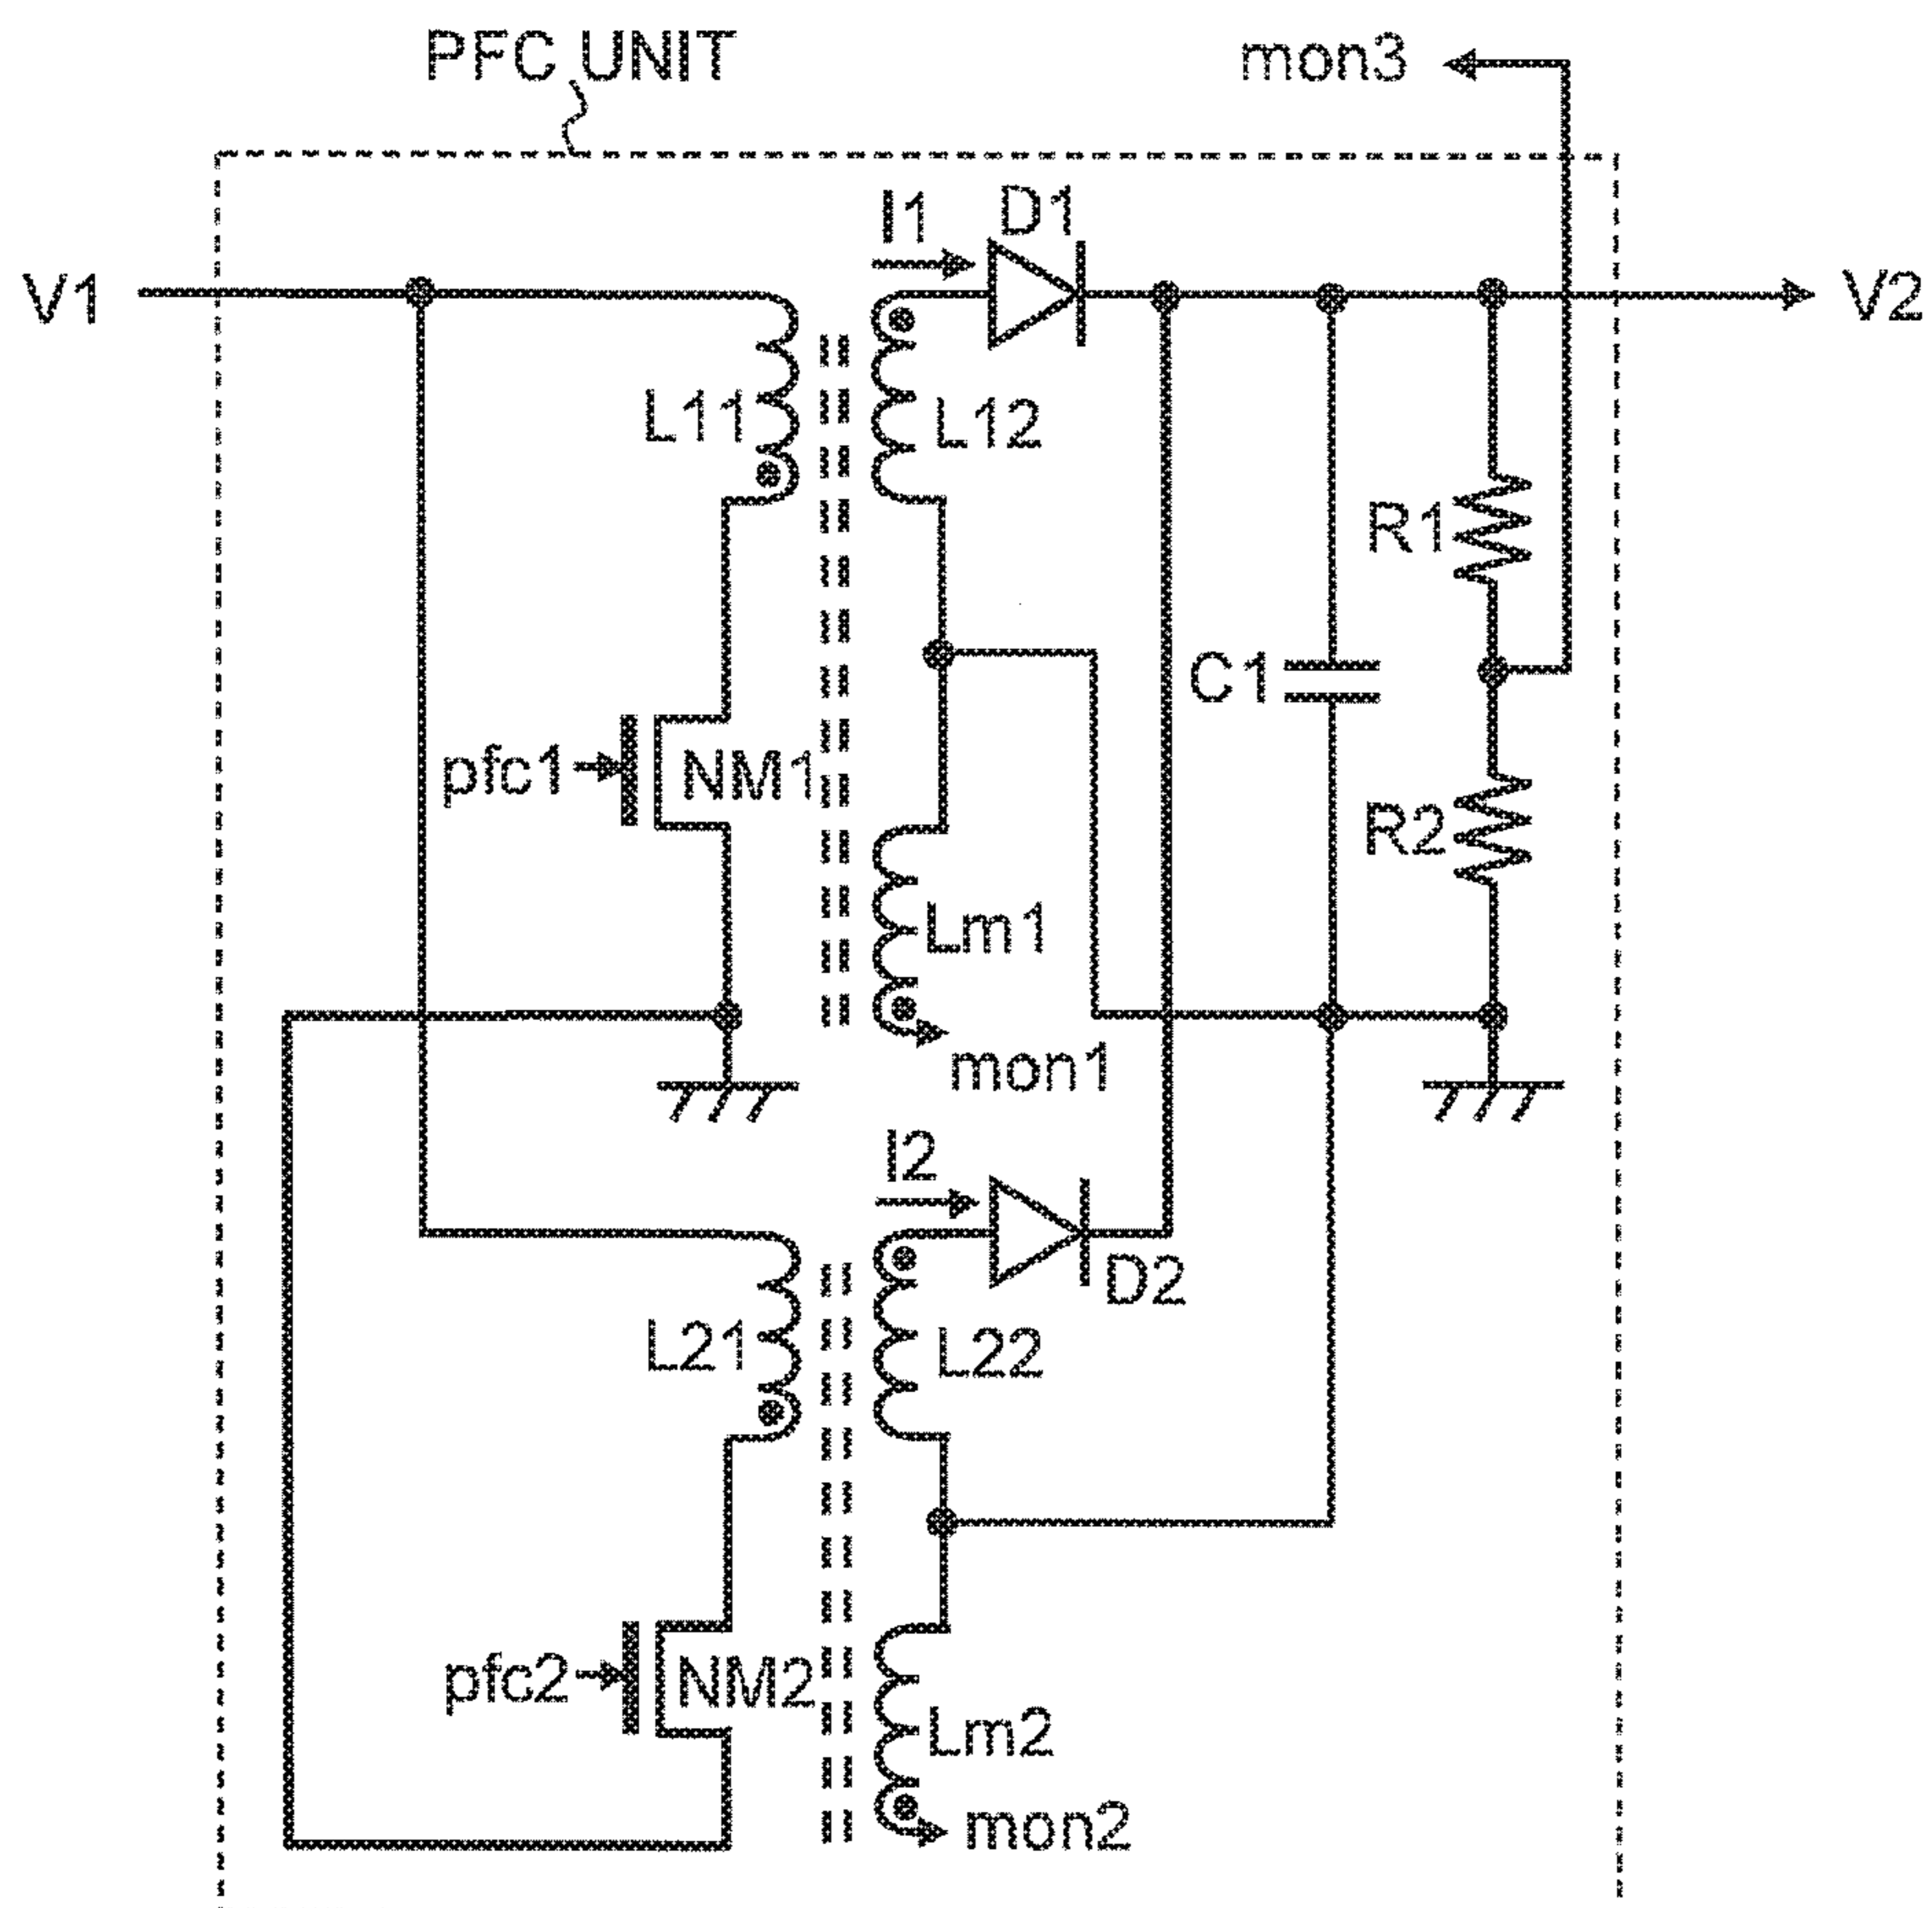 PFC UNIT
mon3
I1
D1
V1
V2
L11
L12
R1
C1
pfc1
NM1
R2
Lm1
mon1
I2
D2
L21
L22
pfc2
NM2
Lm2
mon2